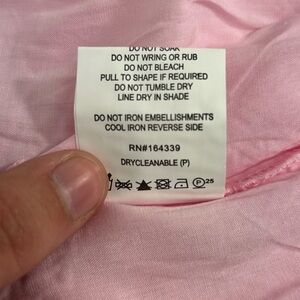 DO NOT SOAK
DO NOT WRING OR RUB
DO NOT BLEACH
PULL TO SHAPE IF REQUIRED
DO NOT TUMBLE DRY
LINE DRY IN SHADE
DO NOT IRON EMBELLISHMENTS
COOL IRON REVERSE SIDE
RN#164339
DRYCLEANABLE (P)
P 25